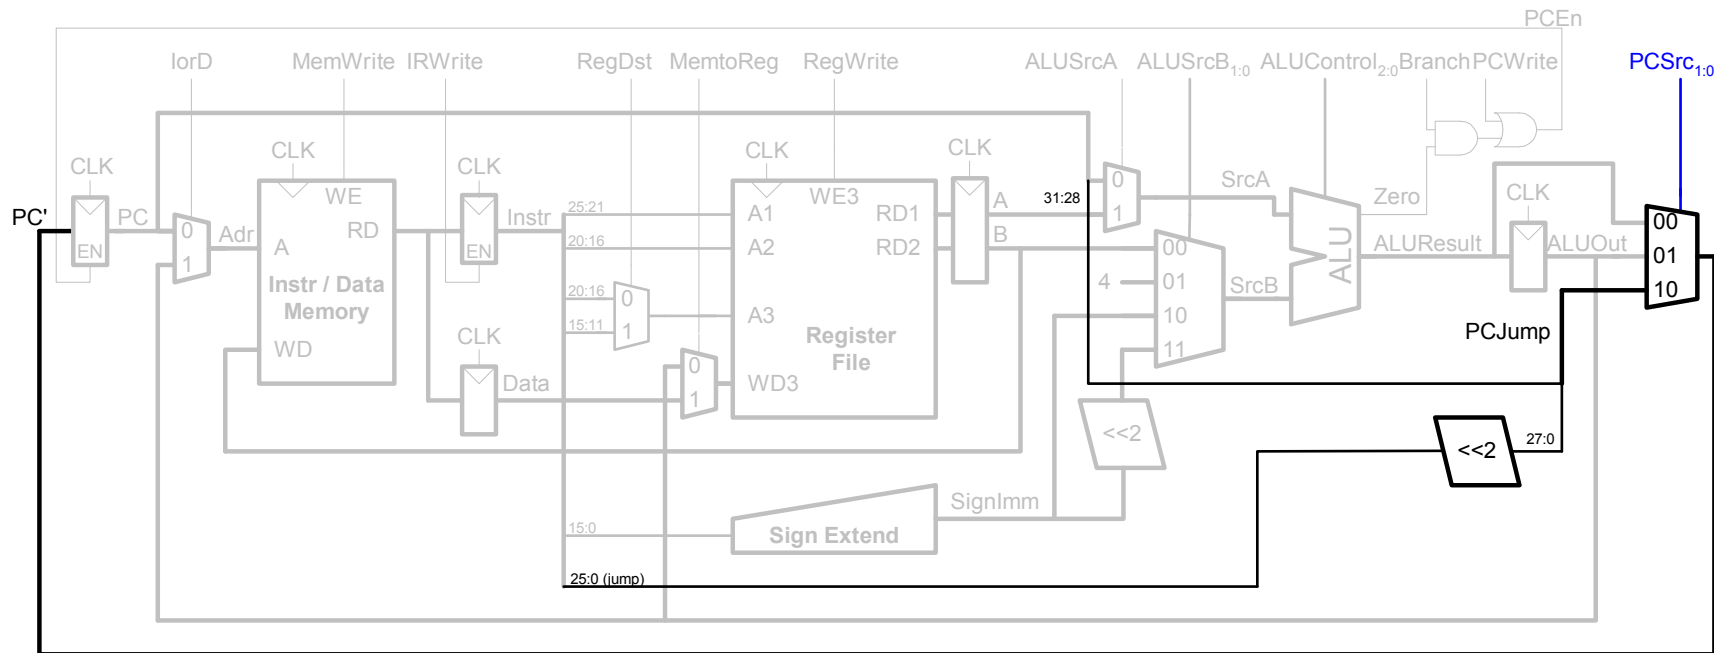 PCEn
IorD MemWrite IRWrite RegDst MemtoReg RegWrite ALUSrcA ALUSrcB1:0 ALUControl2:0 Branch PCWrite PCSrc1:0
CLK CLK CLK CLK CLK CLK
PC' PC EN
0 1 Adr
WE A RD Instr / Data Memory WD
EN Instr
CLK Data
25:21
20:16
20:16
15:11
15:0
25:0 (jump)
0 1
0 1
WE3 A1 A2 A3 WD3 RD1 RD2 Register File
A
B
31:28
0 1
SrcA
4
00 01 10 11
SrcB
ALU
Zero
ALUResult
CLK
ALUOut
00 01 10
PCJump
<<2
<<2
27:0
SignImm
Sign Extend